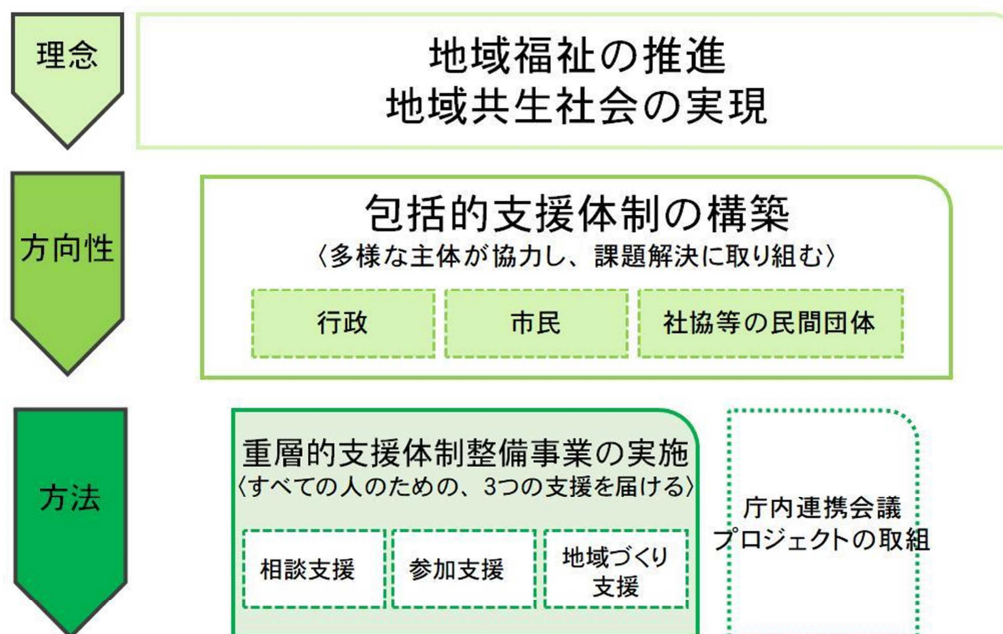 理念
地域福祉の推進
地域共生社会の実現
方向性
包括的支援体制の構築
〈多様な主体が協力し、課題解決に取り組む〉
行政
市民
社協等の民間団体
方法
重層的支援体制整備事業の実施
〈すべての人のための、3つの支援を届ける〉
相談支援
参加支援
地域づくり
支援
庁内連携会議
プロジェクトの取組